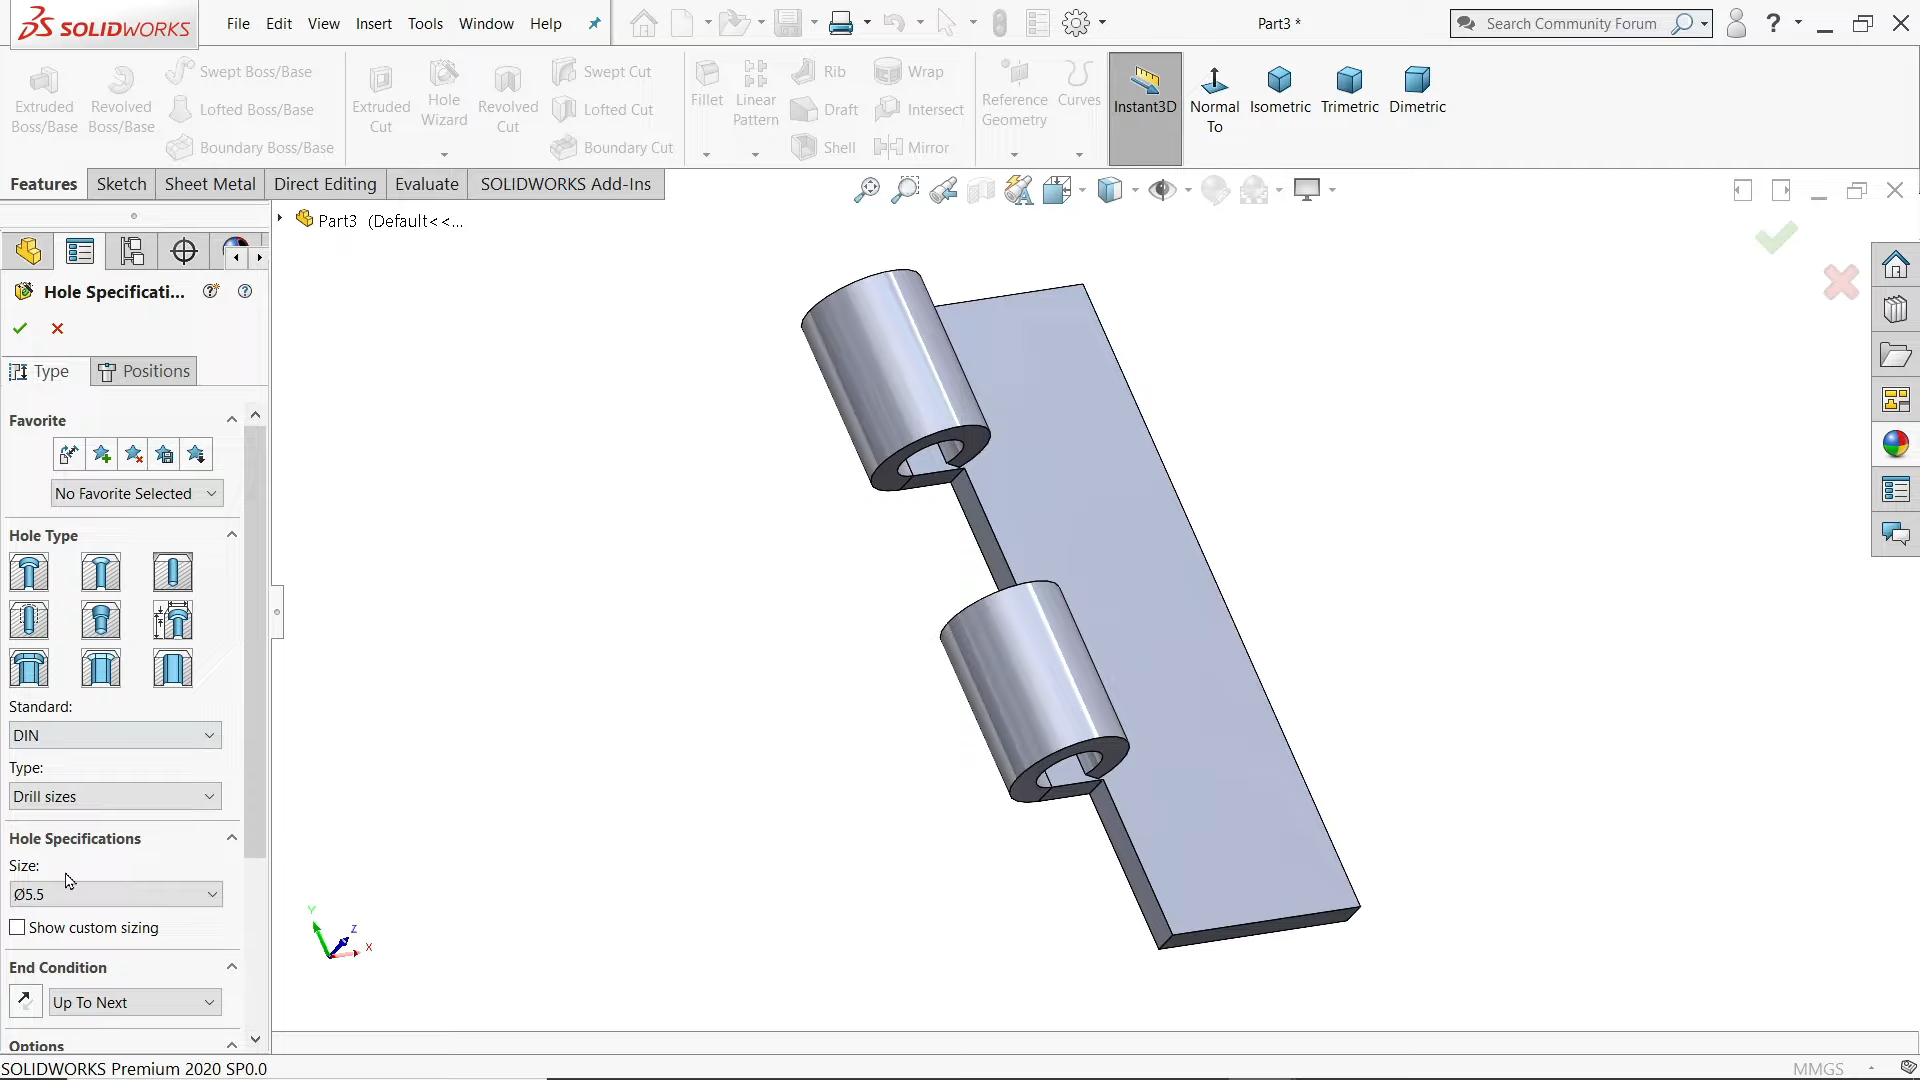 SOLIDWORKS
File Edit View Insert Tools Window Help
Part3 *
Search Community Forum
?
Extruded Boss/Base
Revolved Boss/Base
Swept Boss/Base
Lofted Boss/Base
Boundary Boss/Base
Extruded Cut
Hole Wizard
Revolved Cut
Swept Cut
Lofted Cut
Boundary Cut
Fillet
Linear Pattern
Rib
Draft
Shell
Wrap
Intersect
Mirror
Reference Geometry
Curves
Instant3D
Normal To
Isometric
Trimetric
Dimetric
Features Sketch Sheet Metal Direct Editing Evaluate SOLIDWORKS Add-Ins
Part3 (Default<<...
Hole Specificati...
Type Positions
Favorite
No Favorite Selected
Hole Type
Standard:
DIN
Type:
Drill sizes
Hole Specifications
Size:
Ø5.5
Show custom sizing
End Condition
Up To Next
Options
Y
Z
X
SOLIDWORKS Premium 2020 SP0.0
MMGS